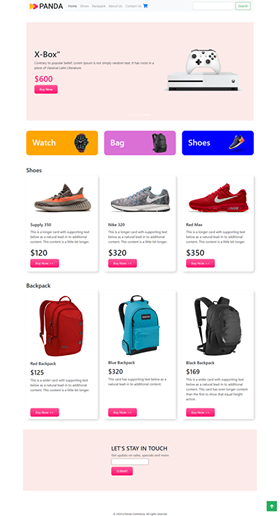 PANDA
Home Shoes Backpack About Us Contact Us
Search
X-Box"
Contrary to popular belief, Lorem Ipsum is not simply random text. It has roots in a
piece of classical Latin Literature.
$600
Buy Now
Watch
Bag
Shoes
Shoes
Supply 350
This is a longer card with supporting text
below as a natural lead-in to additional
content. This content is a little bit longer.
$120
Buy Now >>
Nike 320
This is a longer card with supporting text
below as a natural lead-in to additional
content. This content is a little bit longer.
$320
Buy Now >>
Red Max
This is a longer card with supporting text
below as a natural lead-in to additional
content. This content is a little bit longer.
$350
Buy Now >>
Backpack
Red Backpack
$125
This is a wider card with supporting text
below as a natural lead-in to additional
content. This content is a little bit longer.
Buy Now >>
Blue Backpack
$320
This card has supporting text below as a
natural lead-in to additional content.
Buy Now >>
Black Backpack
$169
This is a wider card with supporting text
below as a natural lead-in to additional
content. This card has even longer content
than the first to show that equal height
action.
Buy Now >>
LET'S STAY IN TOUCH
Get updates on sales, specials and more
SUBMIT